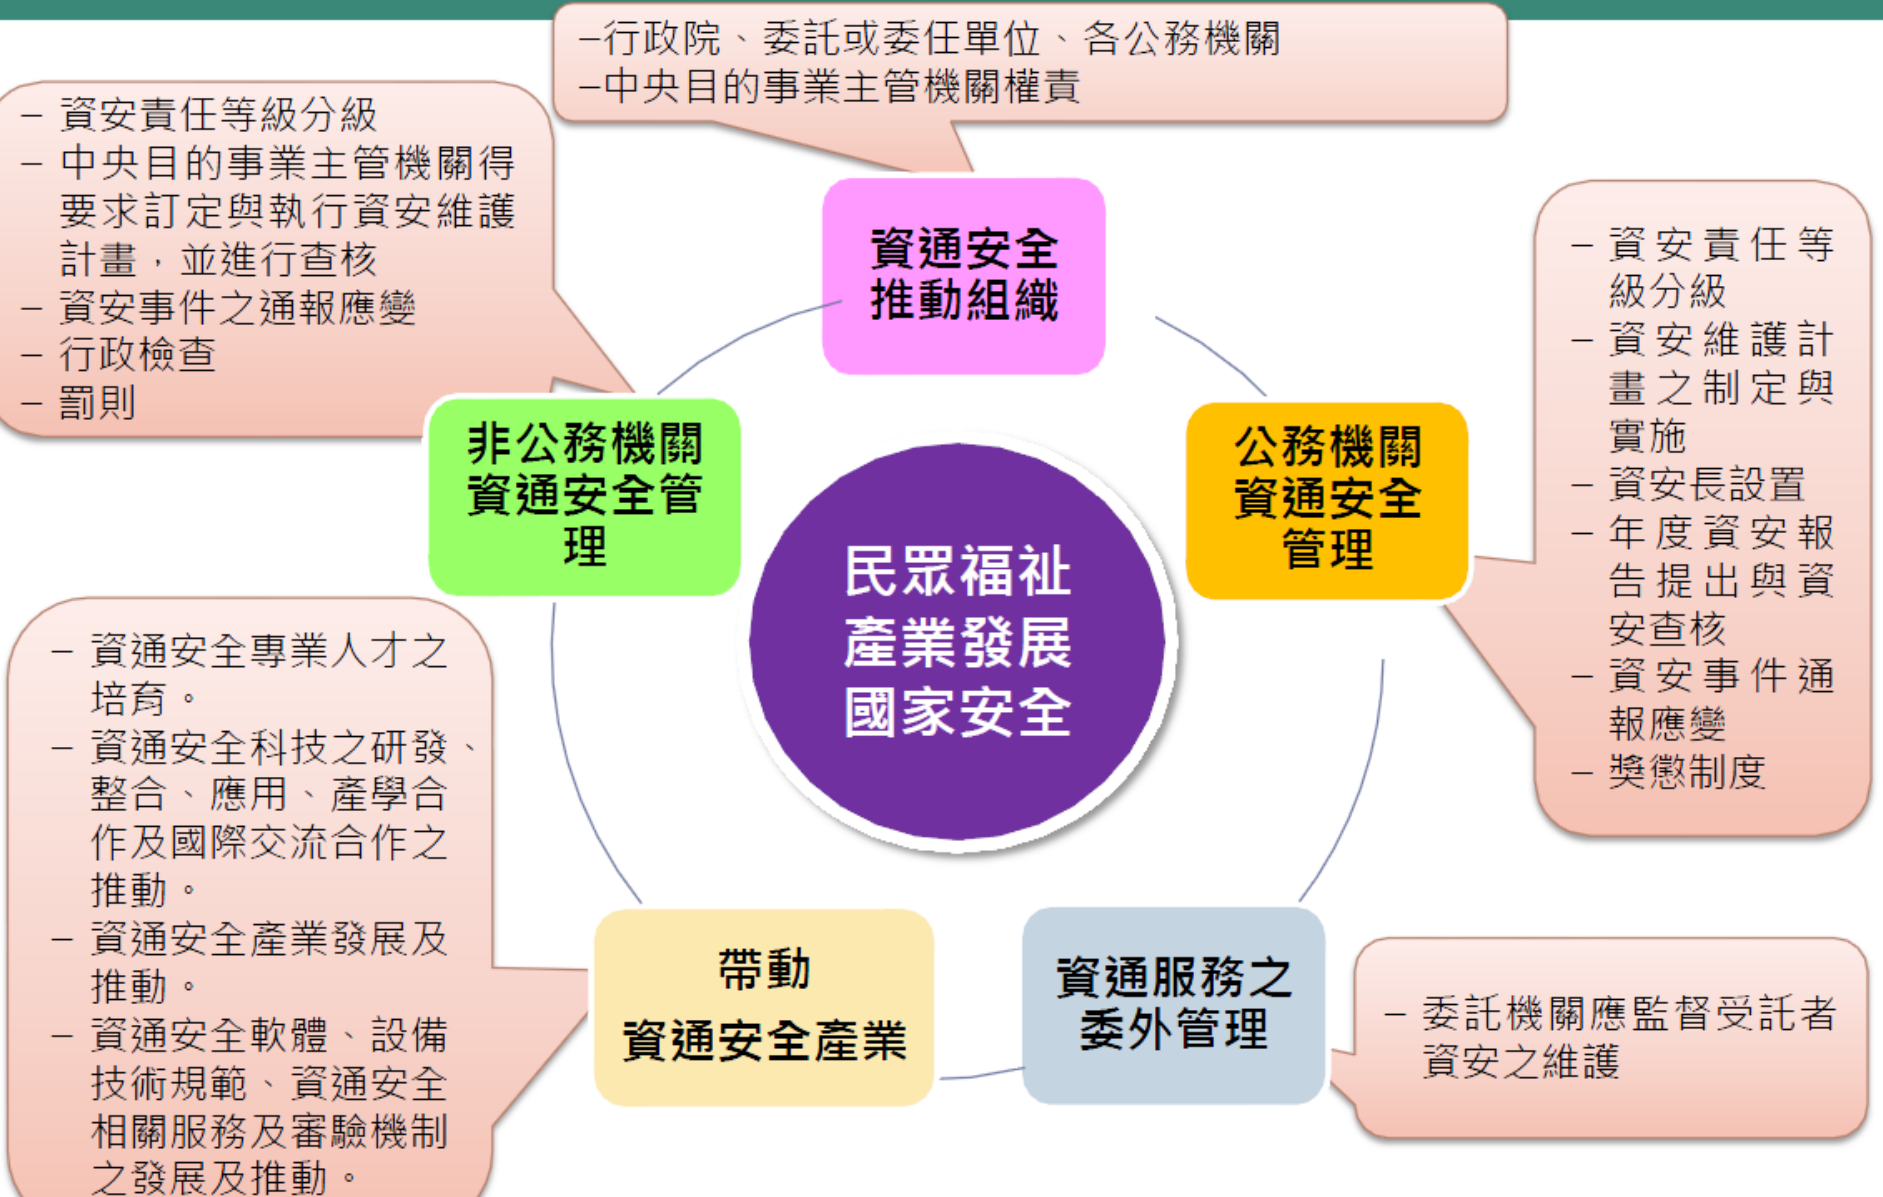 –行政院、委託或委任單位、各公務機關
–中央目的事業主管機關權責
– 資安責任等級分級
– 中央目的事業主管機關得
要求訂定與執行資安維護
計畫，並進行查核
– 資安事件之通報應變
– 行政檢查
– 罰則
資通安全
推動組織
– 資安責任等
級分級
– 資安維護計
畫之制定與
實施
– 資安長設置
– 年度資安報
告提出與資
安查核
– 資安事件通
報應變
– 獎懲制度
非公務機關
資通安全管
理
公務機關
資通安全
管理
民眾福祉
產業發展
國家安全
– 資通安全專業人才之
培育。
– 資通安全科技之研發、
整合、應用、產學合
作及國際交流合作之
推動。
– 資通安全產業發展及
推動。
– 資通安全軟體、設備
技術規範、資通安全
相關服務及審驗機制
之發展及推動。
帶動
資通安全產業
資通服務之
委外管理
– 委託機關應監督受託者
資安之維護